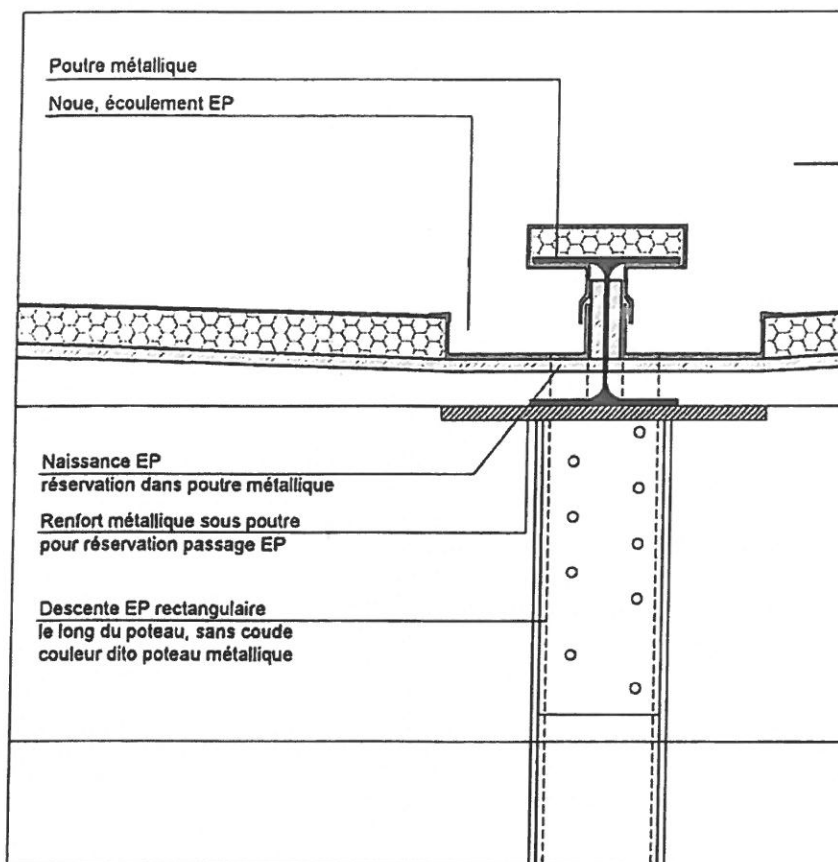 Poutre métallique
Noue, écoulement EP
Naissance EP
réservation dans poutre métallique
Renfort métallique sous poutre
pour réservation passage EP
Descente EP rectangulaire
le long du poteau, sans coude
couleur dito poteau métallique